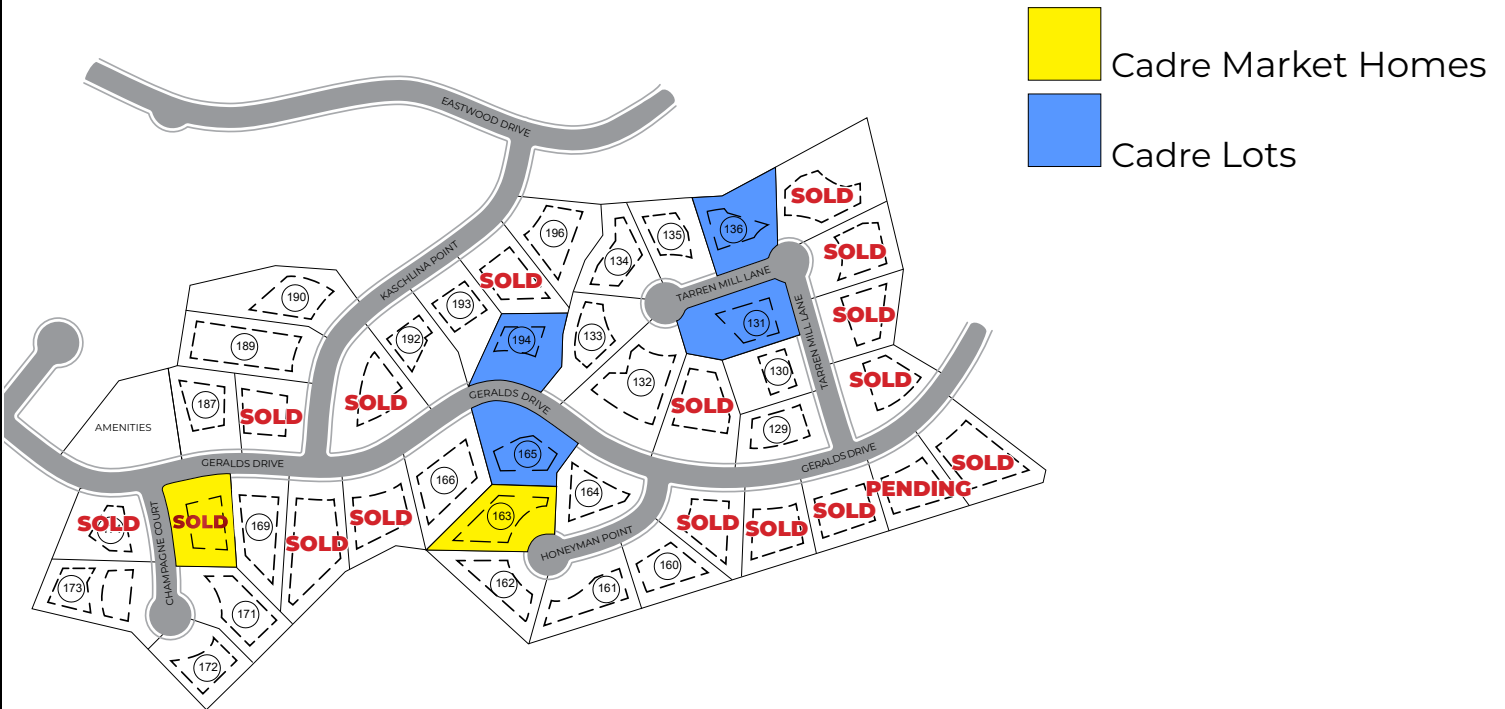 Cadre Market Homes
Cadre Lots
EASTWOOD DRIVE
KASCHLINA POINT
196
SOLD
134
135
136
SOLD
SOLD
SOLD
SOLD
TARREN MILL LANE
TARREN MILL LANE
190
189
193
192
194
133
131
132
130
129
SOLD
SOLD
187
SOLD
AMENITIES
GERALDS DRIVE
GERALDS DRIVE
GERALDS DRIVE
165
166
164
163
SOLD
PENDING
SOLD
SOLD
SOLD
SOLD
SOLD
169
SOLD
SOLD
CHAMPAGNE COURT
HONEYMAN POINT
162
161
160
173
171
172